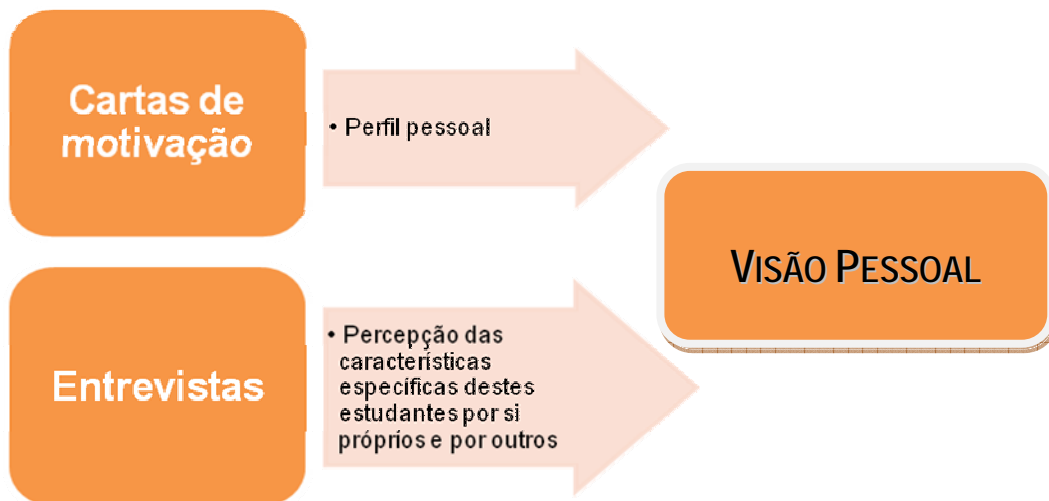 Cartas de
motivação
• Perfil pessoal
VISÃO PESSOAL
Entrevistas
• Percepção das
características
específicas destes
estudantes por si
próprios e por outros